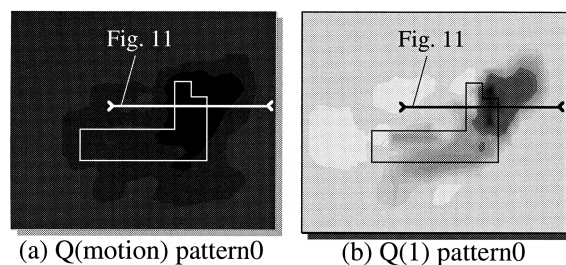 Fig. 11
Fig. 11
(a) Q(motion) pattern0
(b) Q(1) pattern0